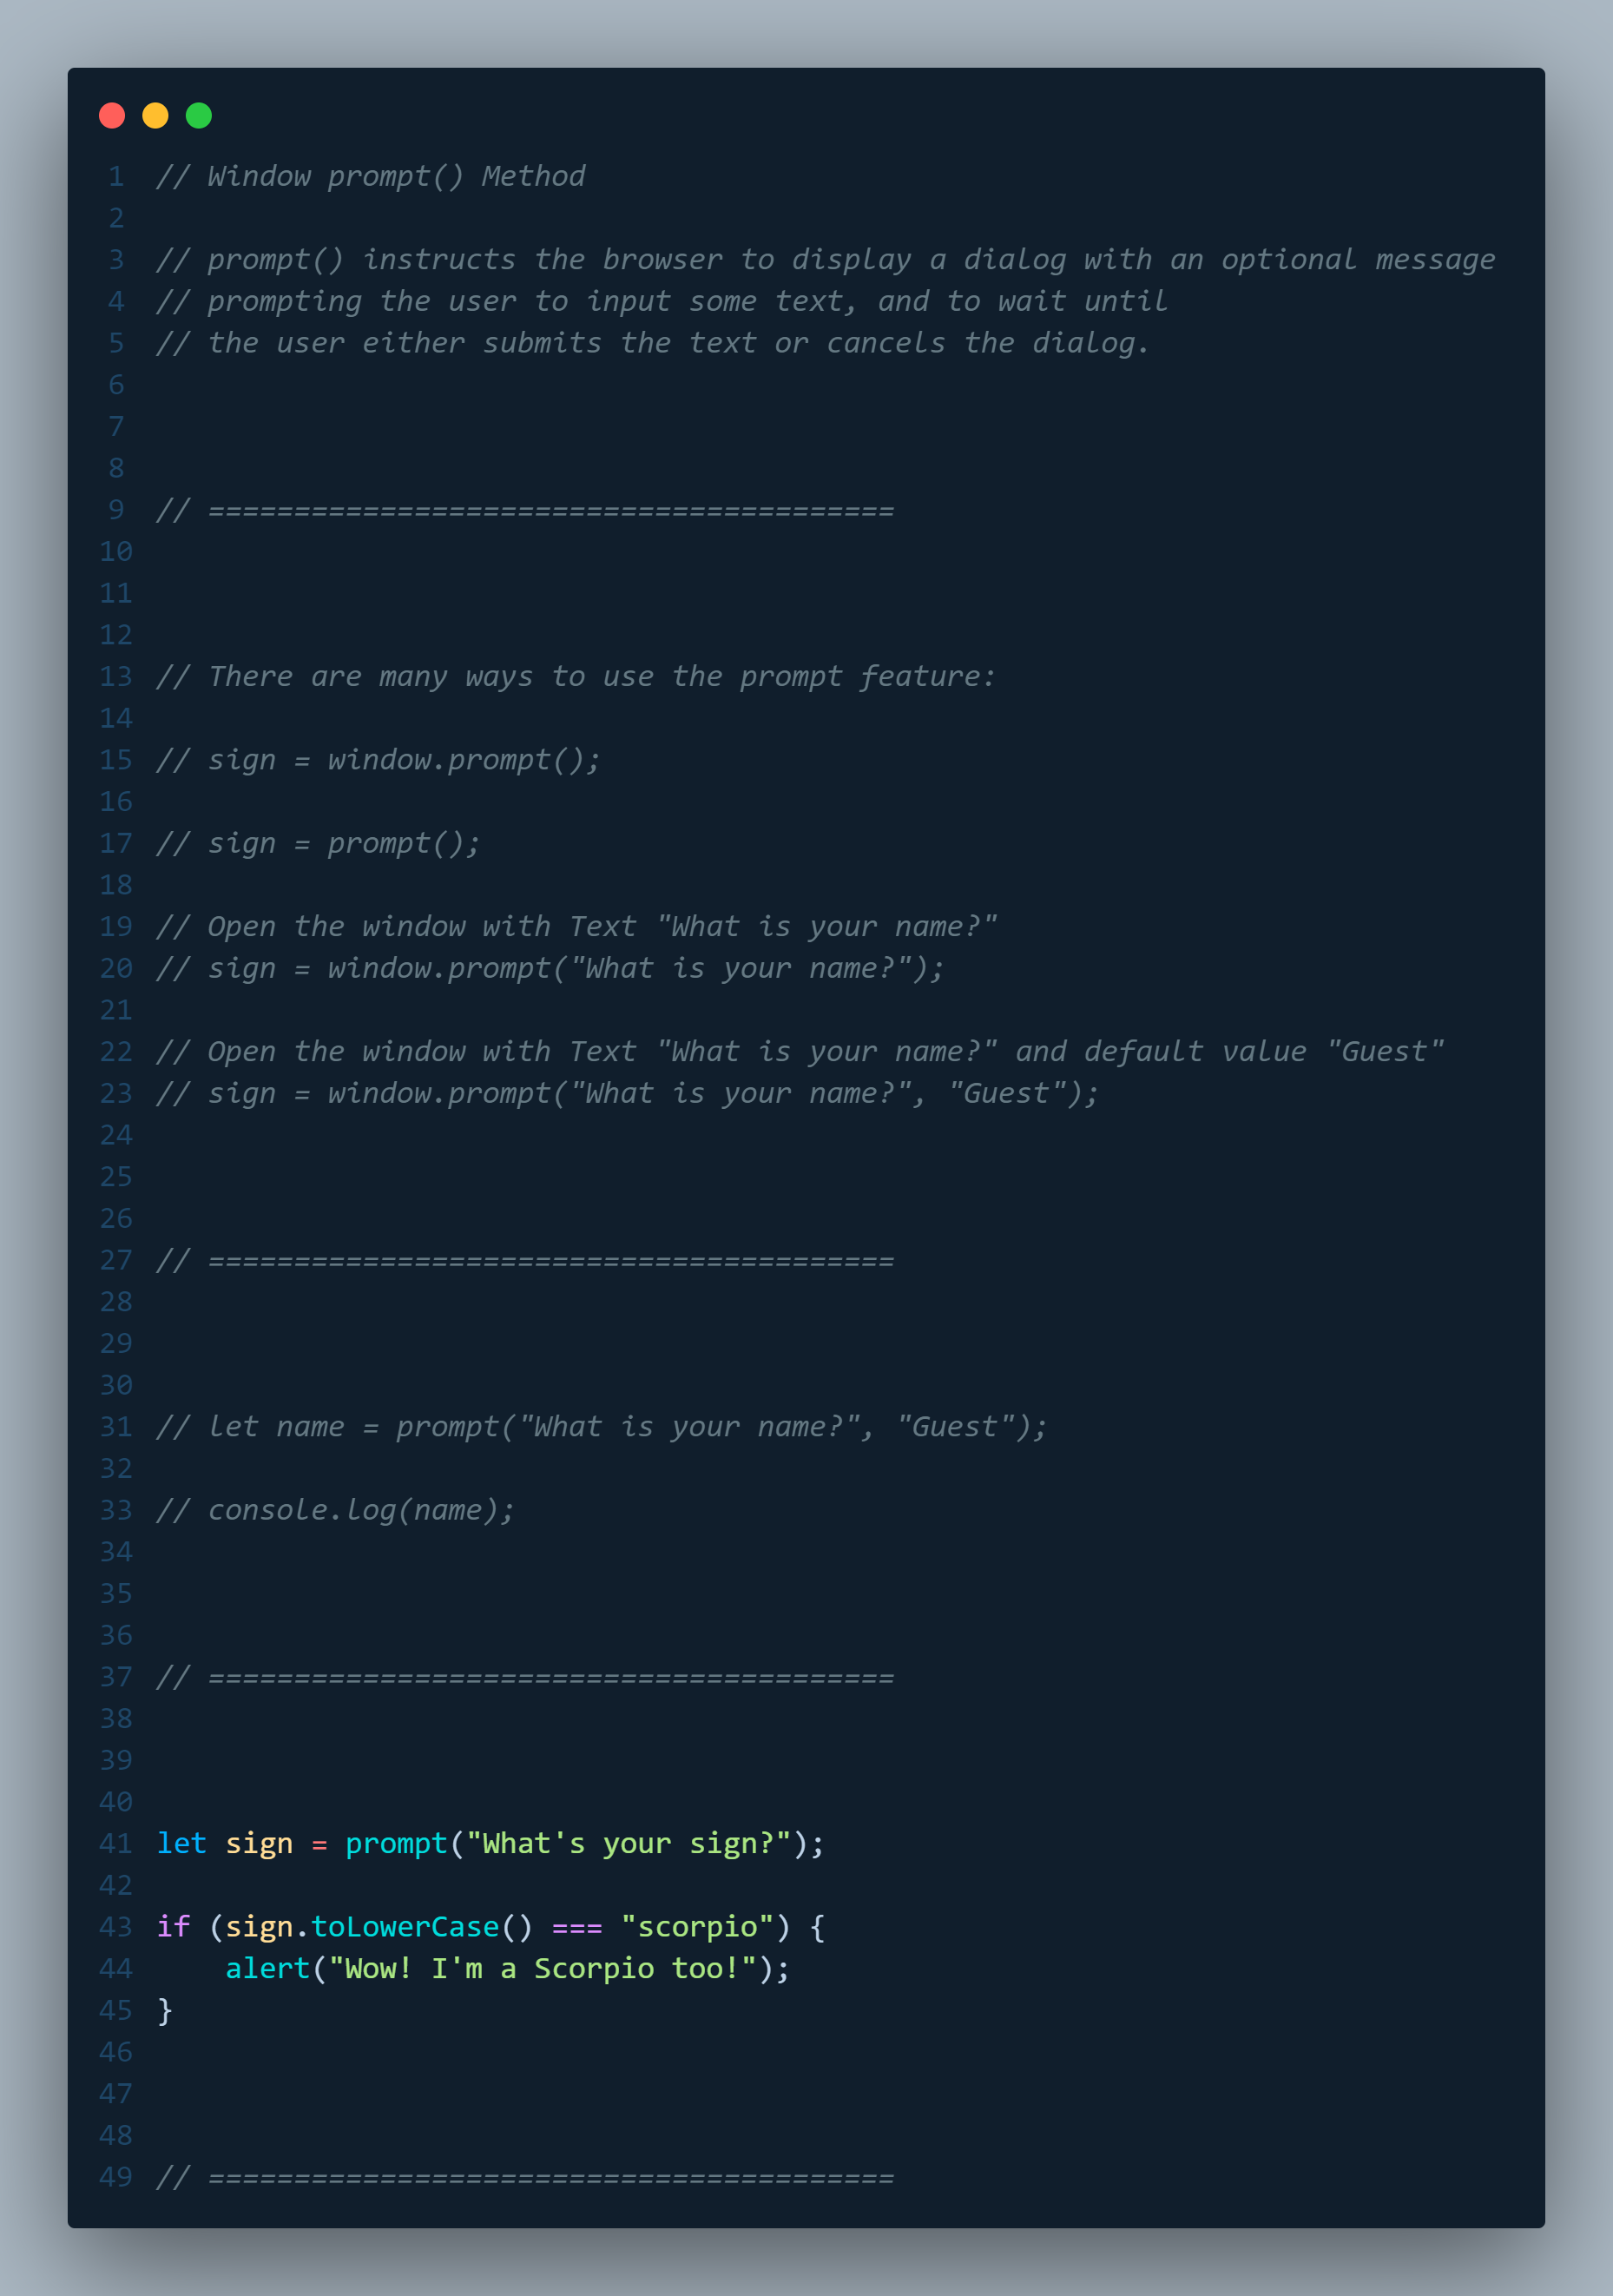 1 // Window prompt() Method
2
3 // prompt() instructs the browser to display a dialog with an optional message
4 // prompting the user to input some text, and to wait until
5 // the user either submits the text or cancels the dialog.
6
7
8
9 // ========================================
10
11
12
13 // There are many ways to use the prompt feature:
14
15 // sign = window.prompt();
16
17 // sign = prompt();
18
19 // Open the window with Text "What is your name?"
20 // sign = window.prompt("What is your name?");
21
22 // Open the window with Text "What is your name?" and default value "Guest"
23 // sign = window.prompt("What is your name?", "Guest");
24
25
26
27 // ========================================
28
29
30
31 // let name = prompt("What is your name?", "Guest");
32
33 // console.log(name);
34
35
36
37 // ========================================
38
39
40
41 let sign = prompt("What's your sign?");
42
43 if (sign.toLowerCase() === "scorpio") {
44     alert("Wow! I'm a Scorpio too!");
45 }
46
47
48
49 // ========================================